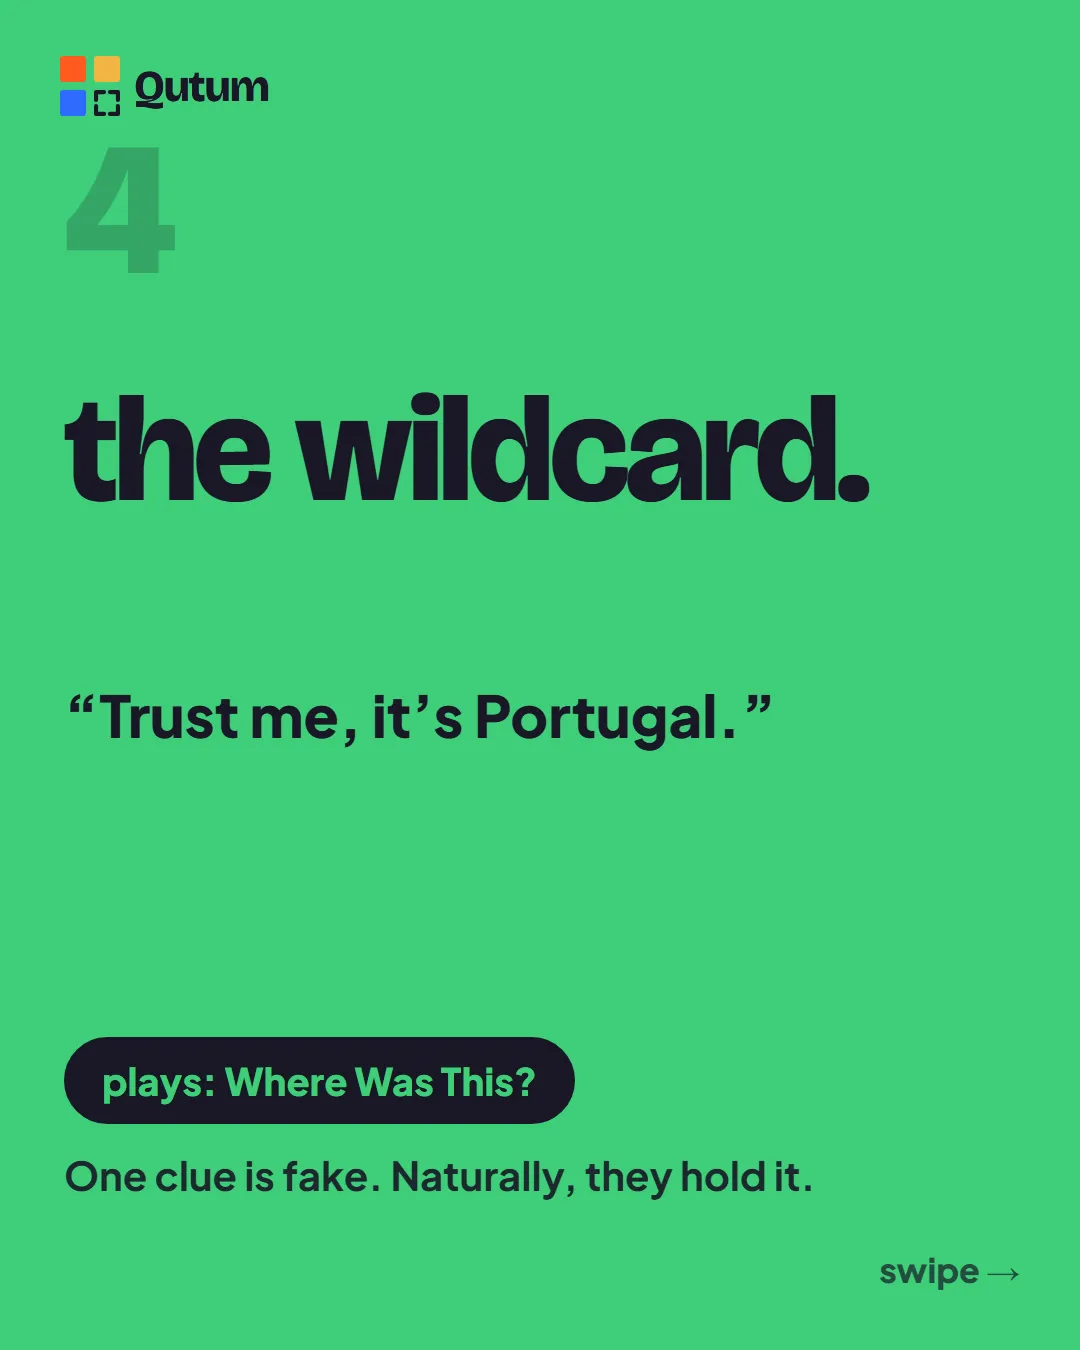 Qutum
4
the wildcard.
“Trust me, it’s Portugal.”
plays: Where Was This?
One clue is fake. Naturally, they hold it.
swipe →